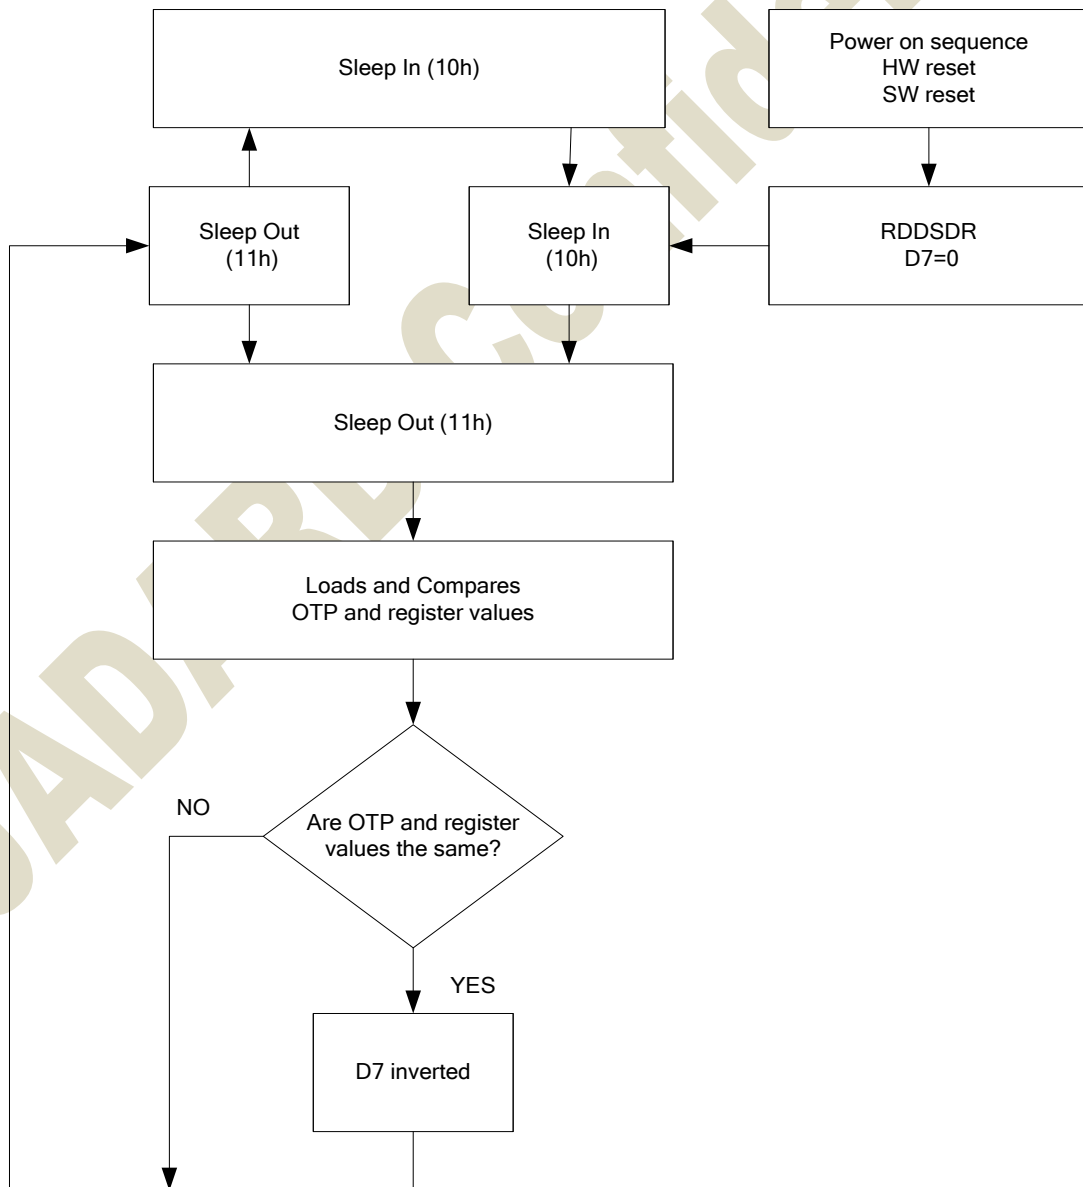 Sleep In (10h)
Power on sequence
HW reset
SW reset
Sleep Out
(11h)
Sleep In
(10h)
RDDSDR
D7=0
Sleep Out (11h)
Loads and Compares
OTP and register values
Are OTP and register
values the same?
NO
YES
D7 inverted